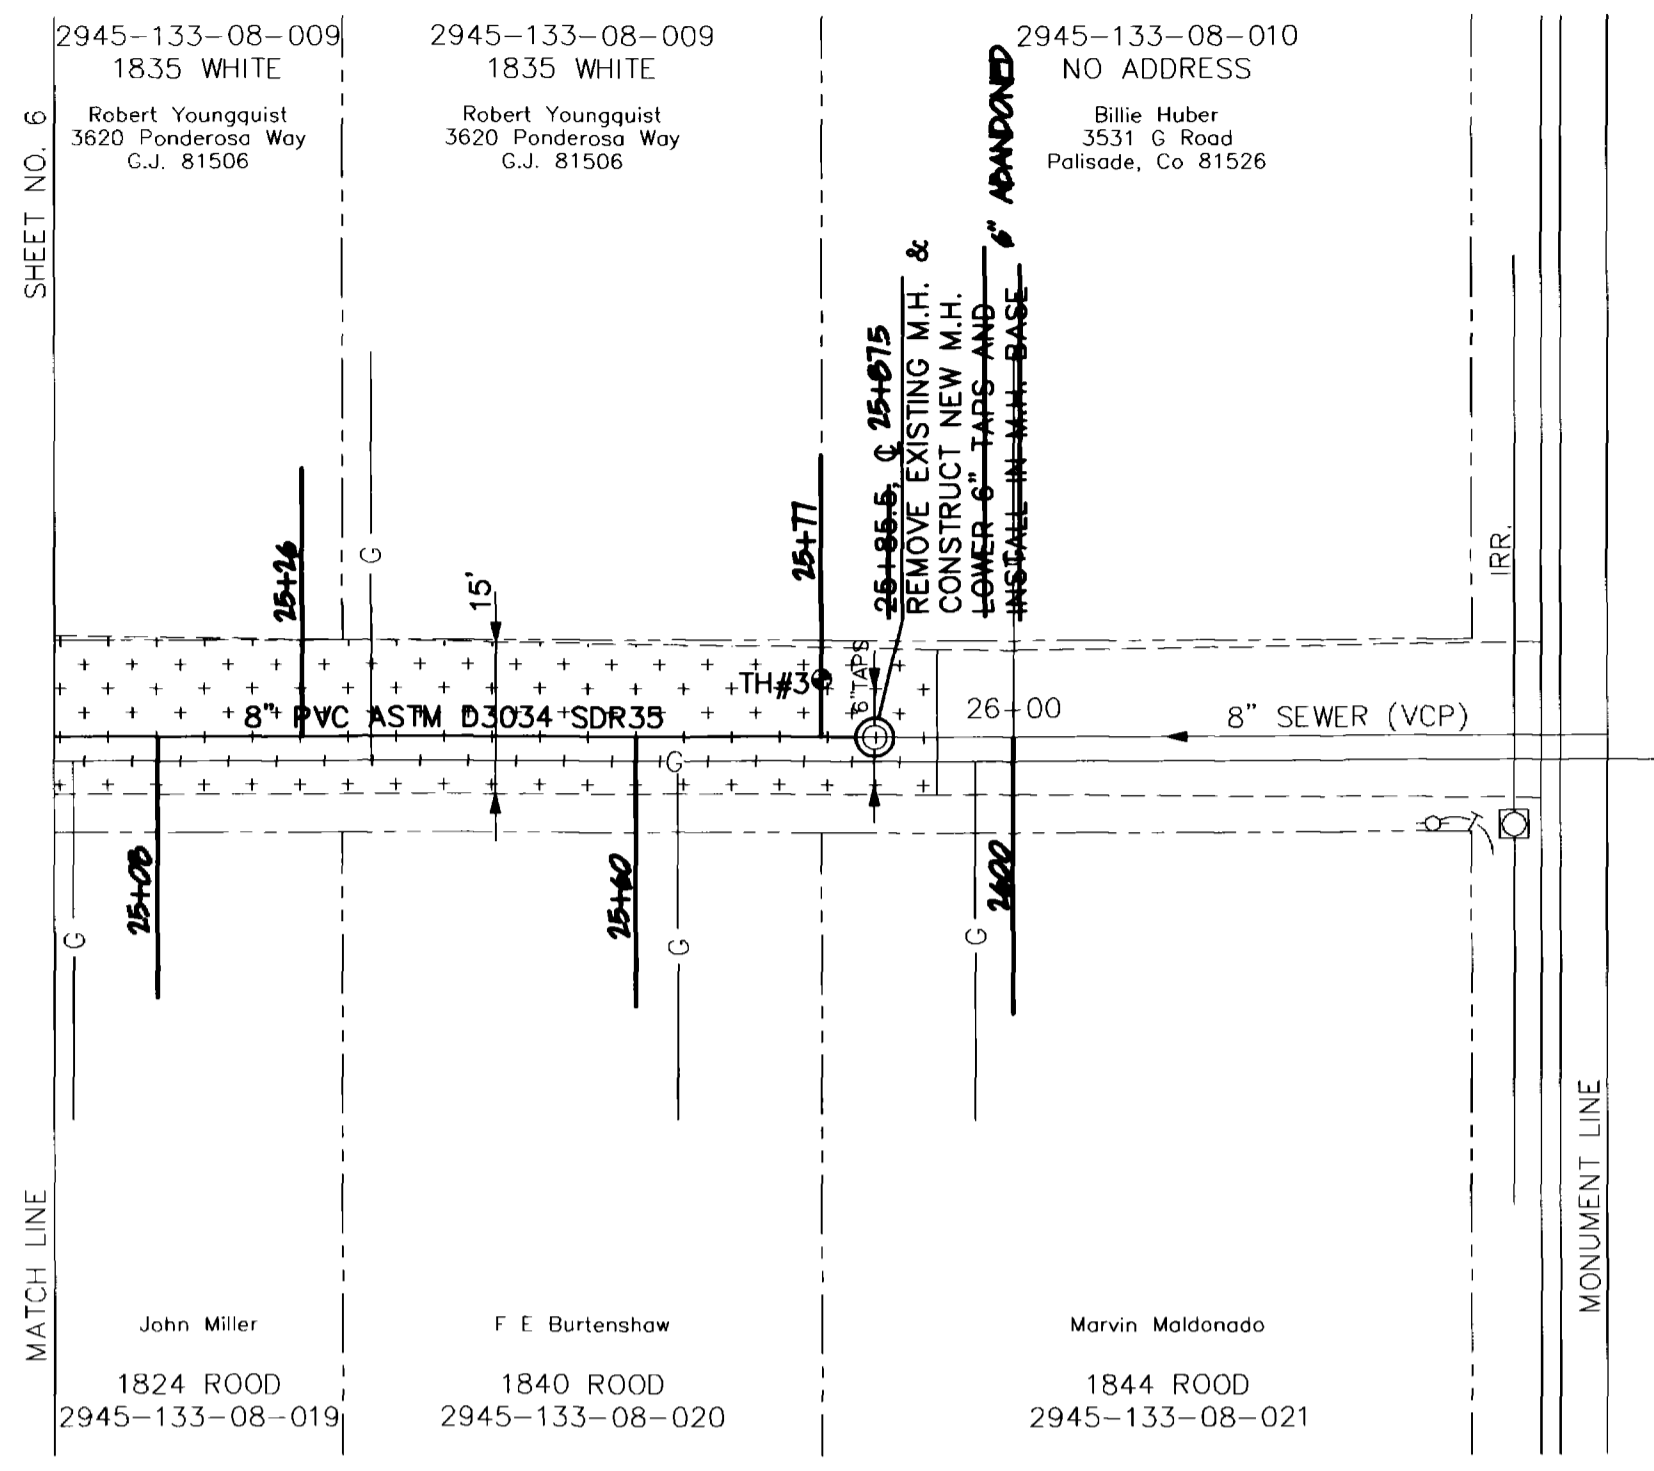 2945-133-08-009
1835 WHITE
Robert Youngquist
3620 Ponderosa Way
G.J. 81506
2945-133-08-009
1835 WHITE
Robert Youngquist
3620 Ponderosa Way
G.J. 81506
2945-133-08-010
NO ADDRESS
Billie Huber
3531 G Road
Palisade, Co 81526
SHEET NO. 6
MATCH LINE
25+85.5, ℄ 25+875
REMOVE EXISTING M.H. &
CONSTRUCT NEW M.H.
LOWER 6" TAPS AND
INSTALL IN M.H. BASE
6" ABANDONED
25+26
G
15'
25+77
IRR.
TH#3
6" TAPS
8" PVC ASTM D3034 SDR35
26+00
8" SEWER (VCP)
G
25+08
25+60
2600
G
G
G
MONUMENT LINE
John Miller
1824 ROOD
2945-133-08-019
F E Burtenshaw
1840 ROOD
2945-133-08-020
Marvin Maldonado
1844 ROOD
2945-133-08-021